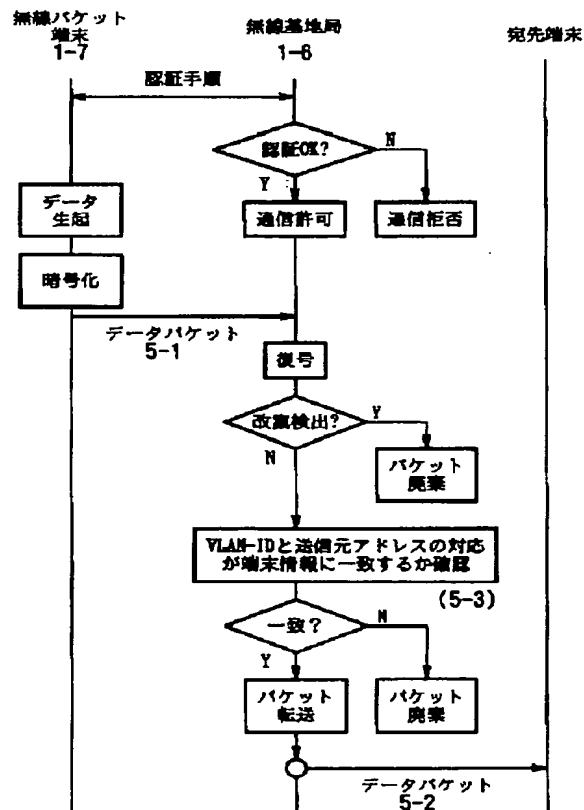 無線パケット
端末
1-7
無線基地局
1-6
宛先端末
認証手順
認証OK?
N
Y
データ
生起
通信許可
通信拒否
暗号化
データパケット
5-1
復号
改竄検出?
Y
N
パケット
廃棄
VLAN-IDと送信元アドレスの対応
が端末情報に一致するか確認
(5-3)
一致?
N
Y
パケット
転送
パケット
廃棄
データパケット
5-2